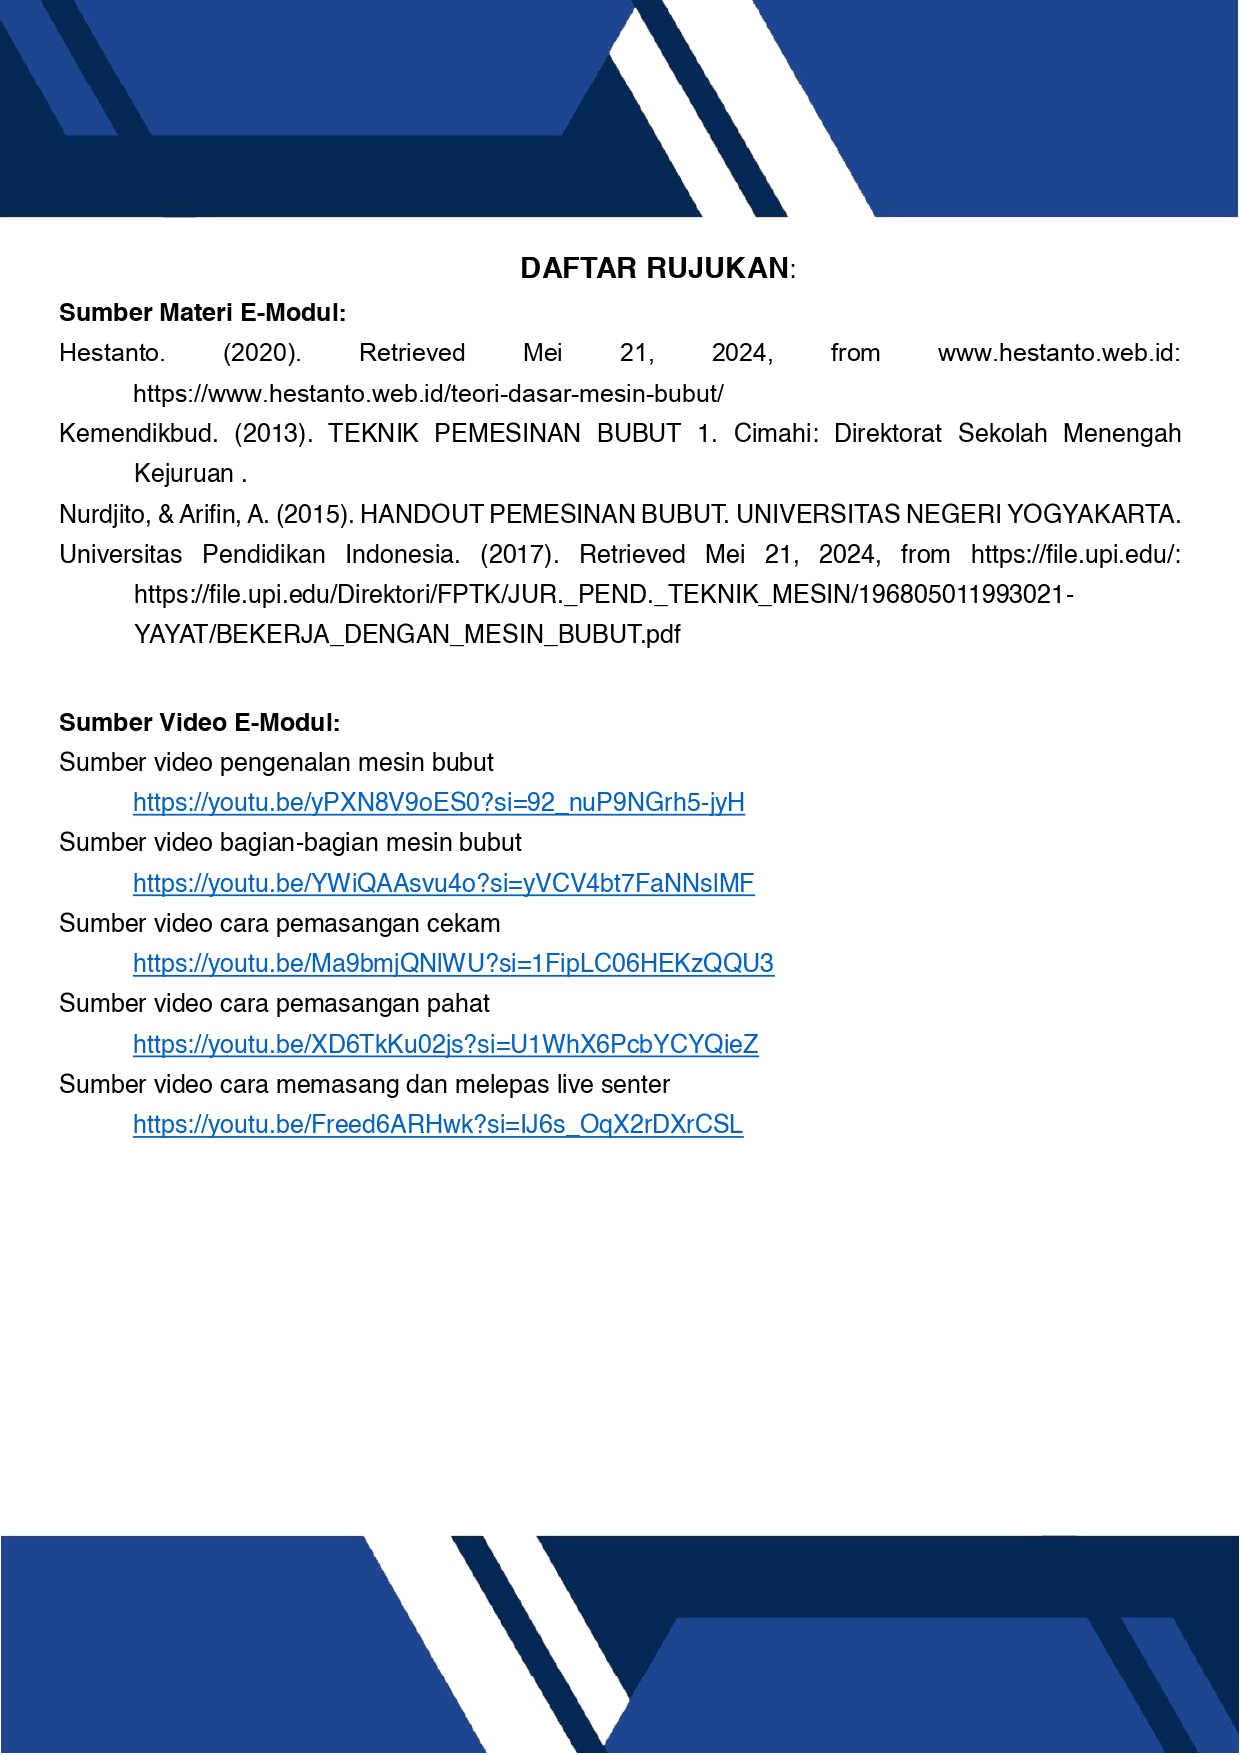 DAFTAR RUJUKAN:
Sumber Materi E-Modul:
Hestanto. (2020). Retrieved Mei 21, 2024, from www.hestanto.web.id:
https://www.hestanto.web.id/teori-dasar-mesin-bubut/
Kemendikbud. (2013). TEKNIK PEMESINAN BUBUT 1. Cimahi: Direktorat Sekolah Menengah
Kejuruan .
Nurdjito, & Arifin, A. (2015). HANDOUT PEMESINAN BUBUT. UNIVERSITAS NEGERI YOGYAKARTA.
Universitas Pendidikan Indonesia. (2017). Retrieved Mei 21, 2024, from https://file.upi.edu/:
https://file.upi.edu/Direktori/FPTK/JUR._PEND._TEKNIK_MESIN/196805011993021-
YAYAT/BEKERJA_DENGAN_MESIN_BUBUT.pdf
Sumber Video E-Modul:
Sumber video pengenalan mesin bubut
https://youtu.be/yPXN8V9oES0?si=92_nuP9NGrh5-jyH
Sumber video bagian-bagian mesin bubut
https://youtu.be/YWiQAAsvu4o?si=yVCV4bt7FaNNslMF
Sumber video cara pemasangan cekam
https://youtu.be/Ma9bmjQNlWU?si=1FipLC06HEKzQQU3
Sumber video cara pemasangan pahat
https://youtu.be/XD6TkKu02js?si=U1WhX6PcbYCYQieZ
Sumber video cara memasang dan melepas live senter
https://youtu.be/Freed6ARHwk?si=IJ6s_OqX2rDXrCSL